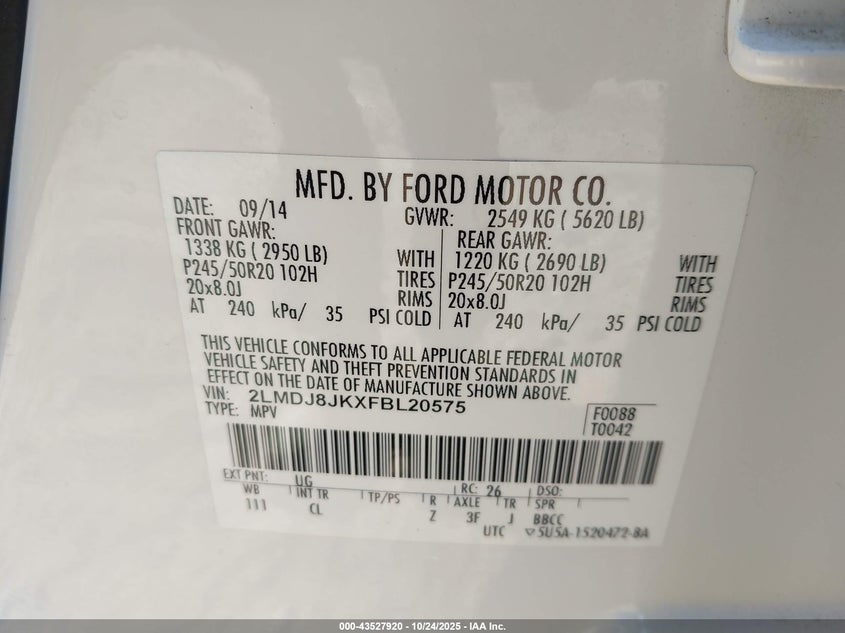 MFD. BY FORD MOTOR CO.
DATE: 09/14 GVWR: 2549 KG ( 5620 LB)
FRONT GAWR: REAR GAWR:
1338 KG ( 2950 LB) WITH 1220 KG ( 2690 LB) WITH
P245/50R20 102H TIRES P245/50R20 102H TIRES
20x8.0J RIMS 20x8.0J RIMS
AT 240 kPa/ 35 PSI COLD AT 240 kPa/ 35 PSI COLD
THIS VEHICLE CONFORMS TO ALL APPLICABLE FEDERAL MOTOR
VEHICLE SAFETY AND THEFT PREVENTION STANDARDS IN
EFFECT ON THE DATE OF MANUFACTURE SHOWN ABOVE.
VIN: 2LMDJ8JKXFBL20575
TYPE: MPV F0088
T0042
EXT PNT: UG RC: 26 DSO:
WB INT TR TP/PS R AXLE TR SPR
111 CL Z 3F J BBCC
UTC ▽5U5A-1520472-BA
000-43527920 - 10/24/2025 - IAA Inc.